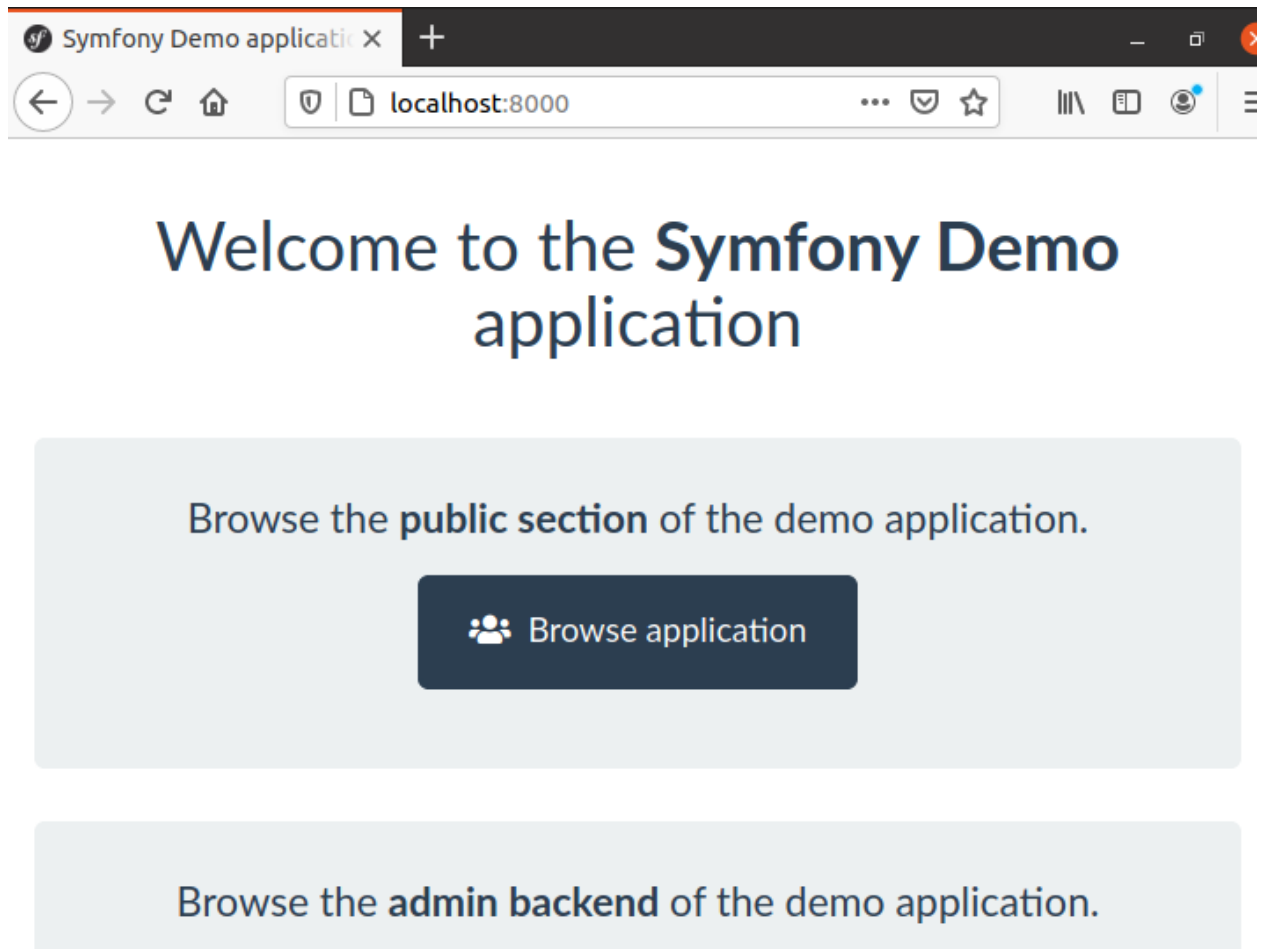 Symfony Demo applicatio
localhost:8000
Welcome to the Symfony Demo
application
Browse the public section of the demo application.
Browse application
Browse the admin backend of the demo application.